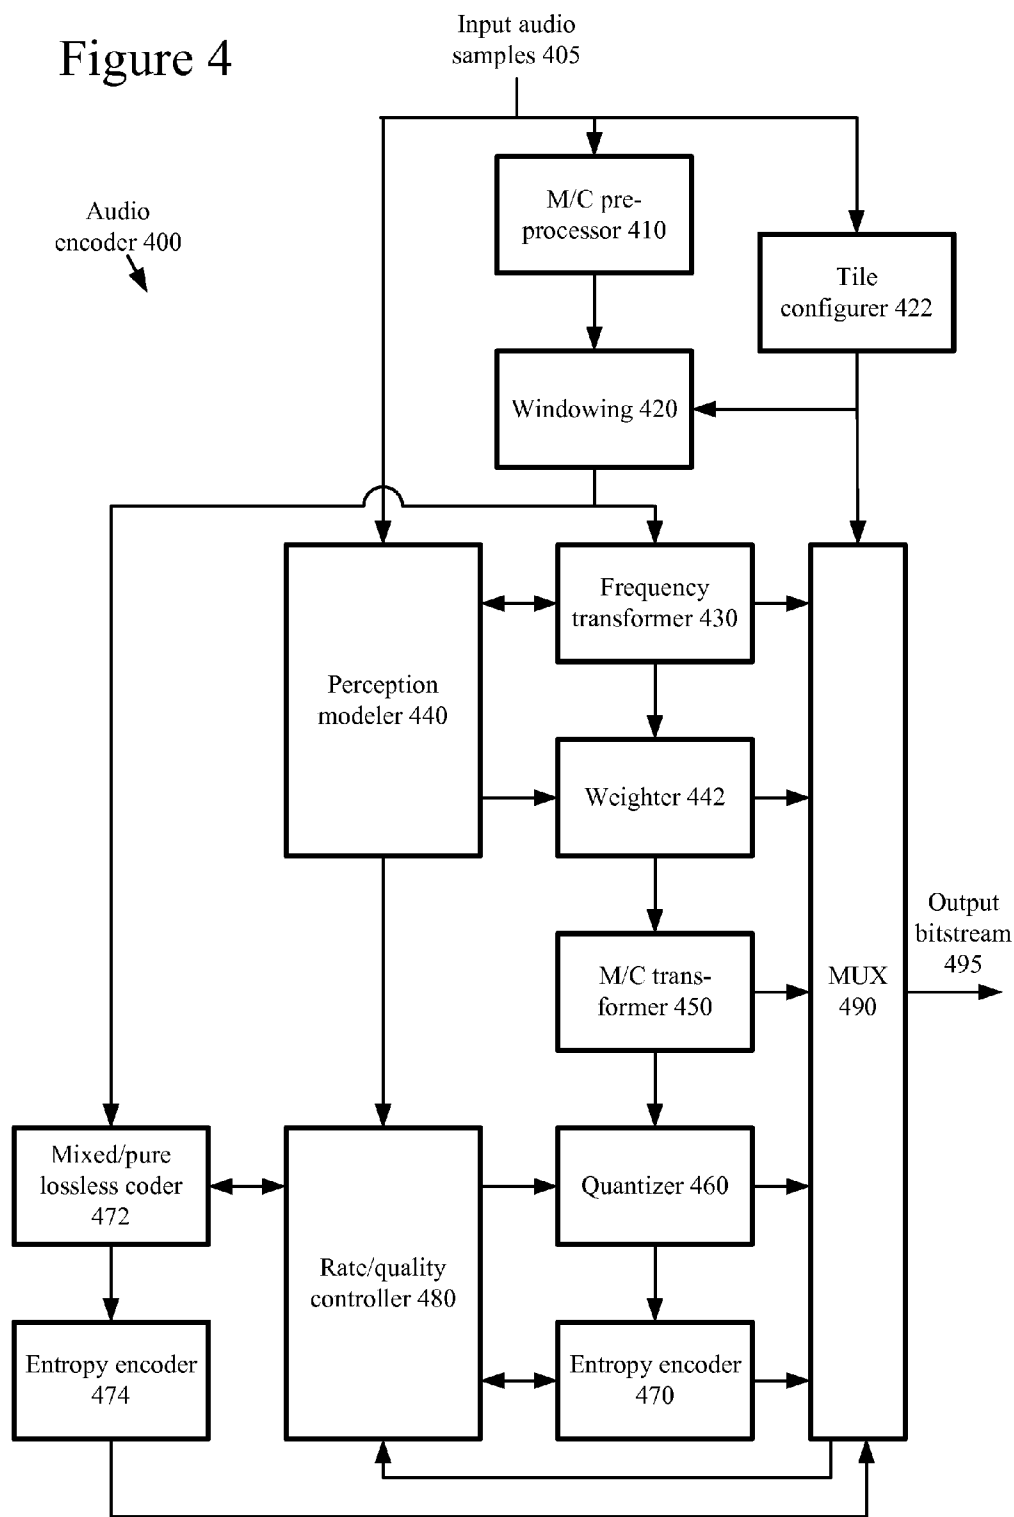 Figure 4
Input audio
samples 405
Audio
encoder 400
M/C pre-
processor 410
Tile
configurer 422
Windowing 420
Perception
modeler 440
Frequency
transformer 430
Weighter 442
M/C trans-
former 450
MUX
490
Output
bitstream
495
Mixed/pure
lossless coder
472
Rate/quality
controller 480
Quantizer 460
Entropy encoder
474
Entropy encoder
470